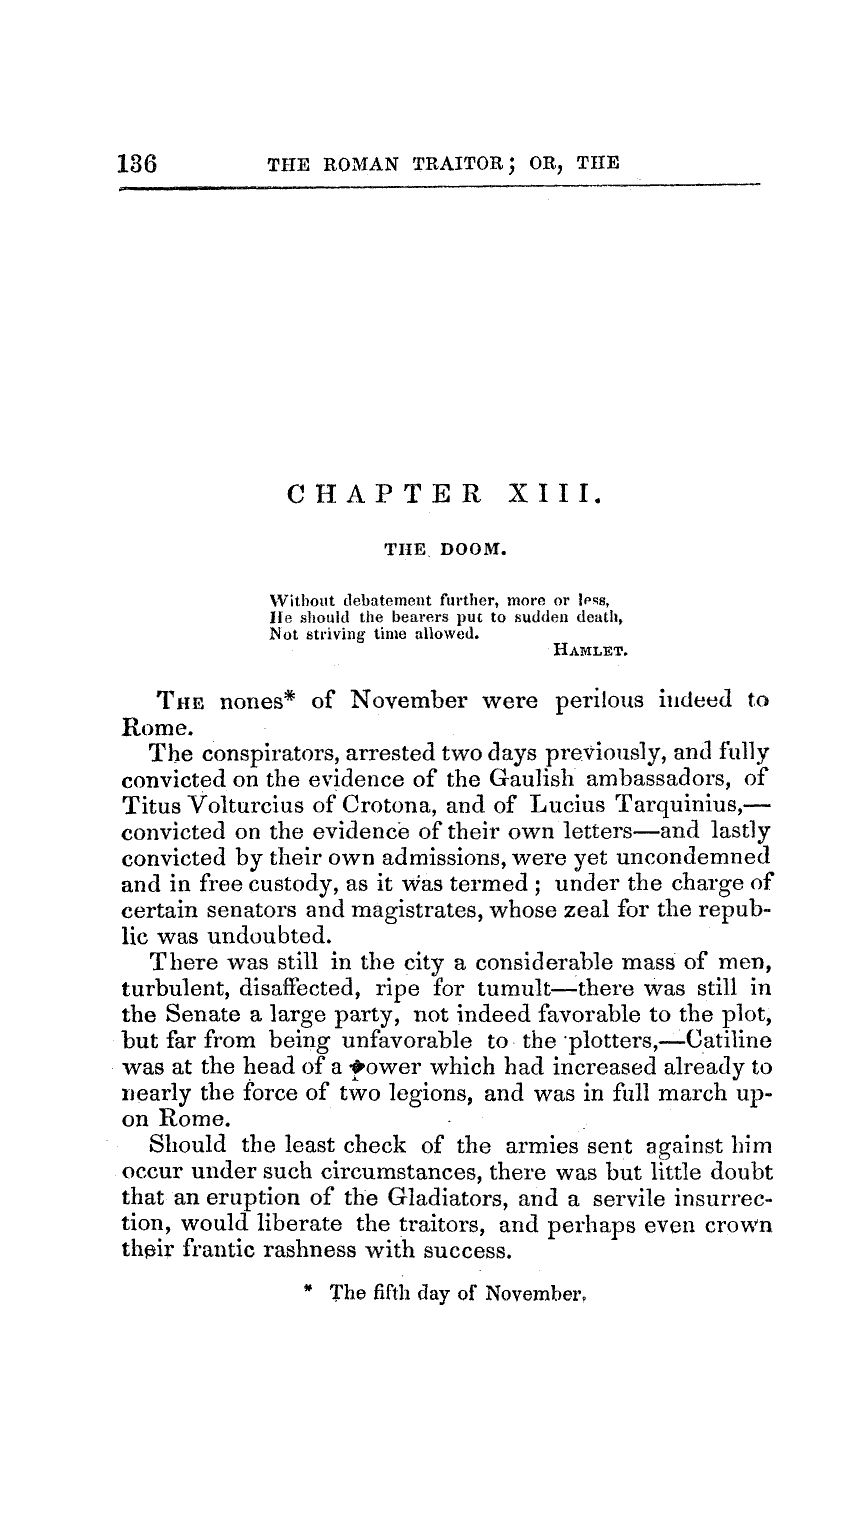 136 THE ROMAN TRAITOR; OR, THE
CHAPTER XIII.
THE DOOM.
Without debatement further, more or less,
He should the bearers put to sudden death,
Not striving time allowed.
HAMLET.
THE nones* of November were perilous indeed to
Rome.
The conspirators, arrested two days previously, and fully
convicted on the evidence of the Gaulish ambassadors, of
Titus Volturcius of Crotona, and of Lucius Tarquinius,—
convicted on the evidence of their own letters—and lastly
convicted by their own admissions, were yet uncondemned
and in free custody, as it was termed; under the charge of
certain senators and magistrates, whose zeal for the repub-
lic was undoubted.
There was still in the city a considerable mass of men,
turbulent, disaffected, ripe for tumult—there was still in
the Senate a large party, not indeed favorable to the plot,
but far from being unfavorable to the plotters,—Catiline
was at the head of a power which had increased already to
nearly the force of two legions, and was in full march up-
on Rome.
Should the least check of the armies sent against him
occur under such circumstances, there was but little doubt
that an eruption of the Gladiators, and a servile insurrec-
tion, would liberate the traitors, and perhaps even crown
their frantic rashness with success.
* The fifth day of November.